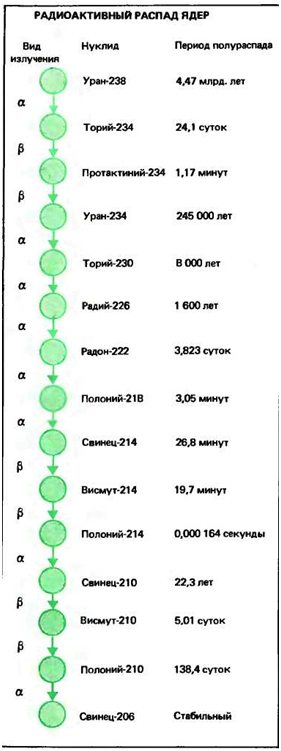 РАДИОАКТИВНЫЙ РАСПАД ЯДЕР
Вид излучения Нуклид Период полураспада
Уран-238 4,47 млрд. лет
α
Торий-234 24,1 суток
β
Протактиний-234 1,17 минут
β
Уран-234 245 000 лет
α
Торий-230 8 000 лет
α
Радий-226 1 600 лет
α
Радон-222 3,823 суток
α
Полоний-218 3,05 минут
α
Свинец-214 26,8 минут
β
Висмут-214 19,7 минут
β
Полоний-214 0,000 164 секунды
α
Свинец-210 22,3 лет
β
Висмут-210 5,01 суток
β
Полоний-210 138,4 суток
α
Свинец-206 Стабильный